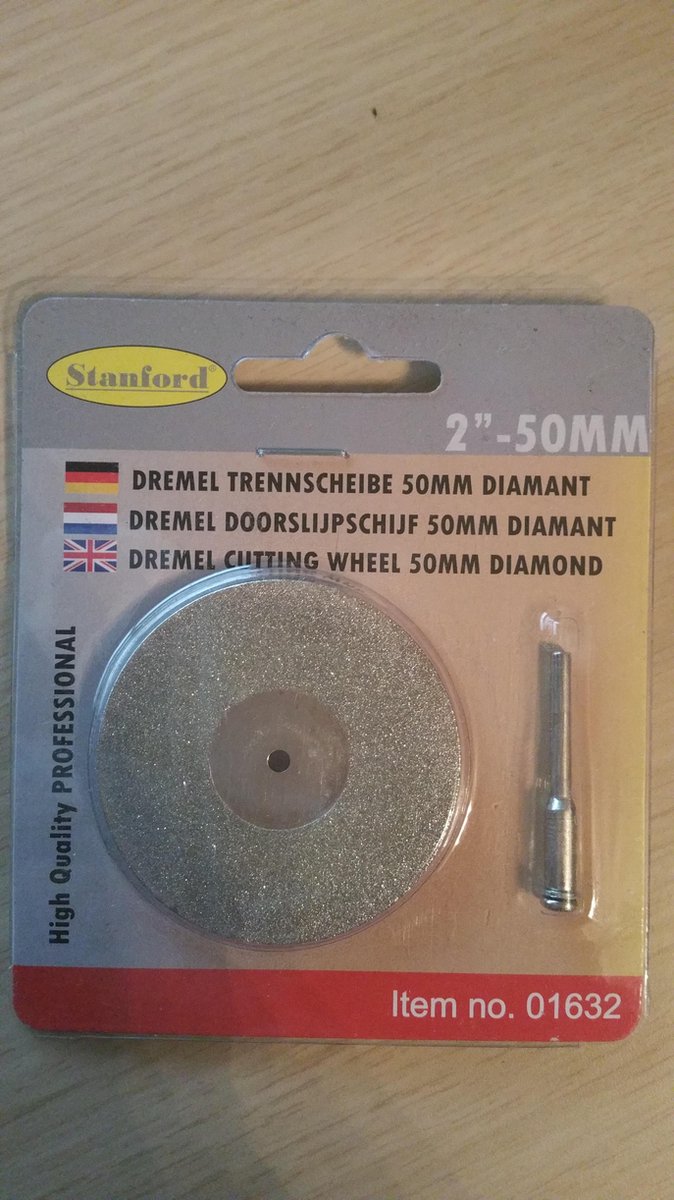 Stanford®
2”-50MM
DREMEL TRENNSCHEIBE 50MM DIAMANT
DREMEL DOORSLIJPSCHIJF 50MM DIAMANT
DREMEL CUTTING WHEEL 50MM DIAMOND
High Quality PROFESSIONAL
Item no. 01632